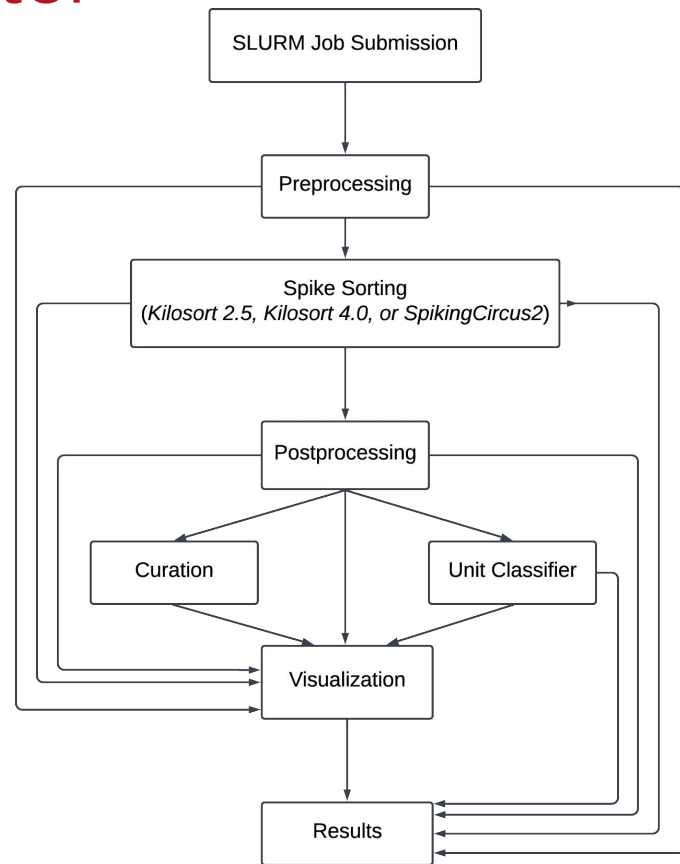 SLURM Job Submission
Preprocessing
Spike Sorting
(Kilosort 2.5, Kilosort 4.0, or SpikingCircus2)
Postprocessing
Curation
Unit Classifier
Visualization
Results